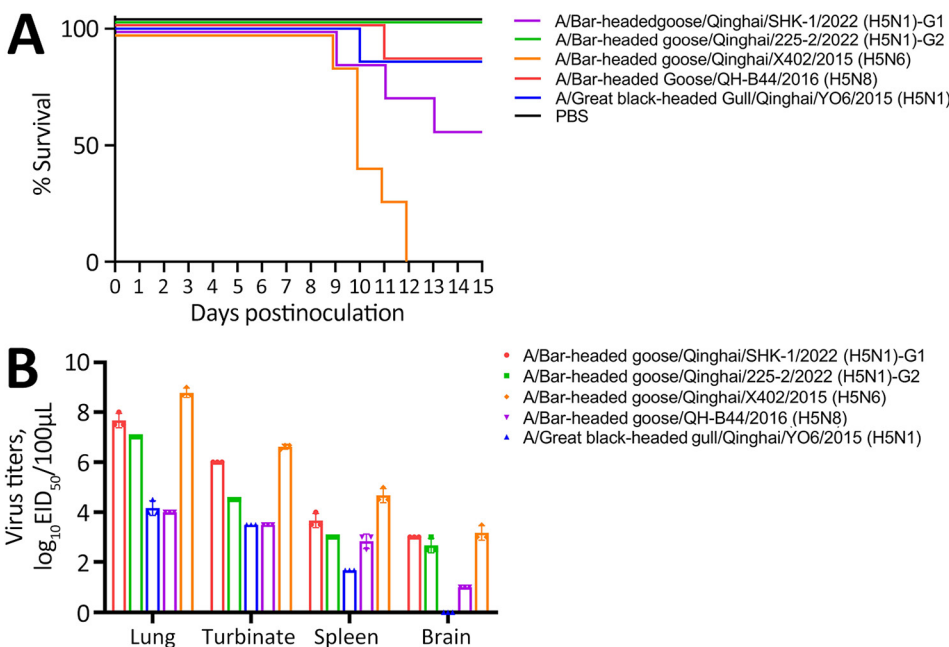 A
100
50
0
% Survival
0 1 2 3 4 5 6 7 8 9 10 11 12 13 14 15
Days postinoculation
A/Bar-headedgoose/Qinghai/SHK-1/2022 (H5N1)-G1
A/Bar-headed goose/Qinghai/225-2/2022 (H5N1)-G2
A/Bar-headed goose/Qinghai/X402/2015 (H5N6)
A/Bar-headed Goose/QH-B44/2016 (H5N8)
A/Great black-headed Gull/Qinghai/YO6/2015 (H5N1)
PBS
B
10
8
6
4
2
0
Virus titers,
log₁₀EID₅₀/100µL
Lung Turbinate Spleen Brain
A/Bar-headed goose/Qinghai/SHK-1/2022 (H5N1)-G1
A/Bar-headed goose/Qinghai/225-2/2022 (H5N1)-G2
A/Bar-headed goose/Qinghai/X402/2015 (H5N6)
A/Bar-headed goose/QH-B44/2016 (H5N8)
A/Great black-headed gull/Qinghai/YO6/2015 (H5N1)